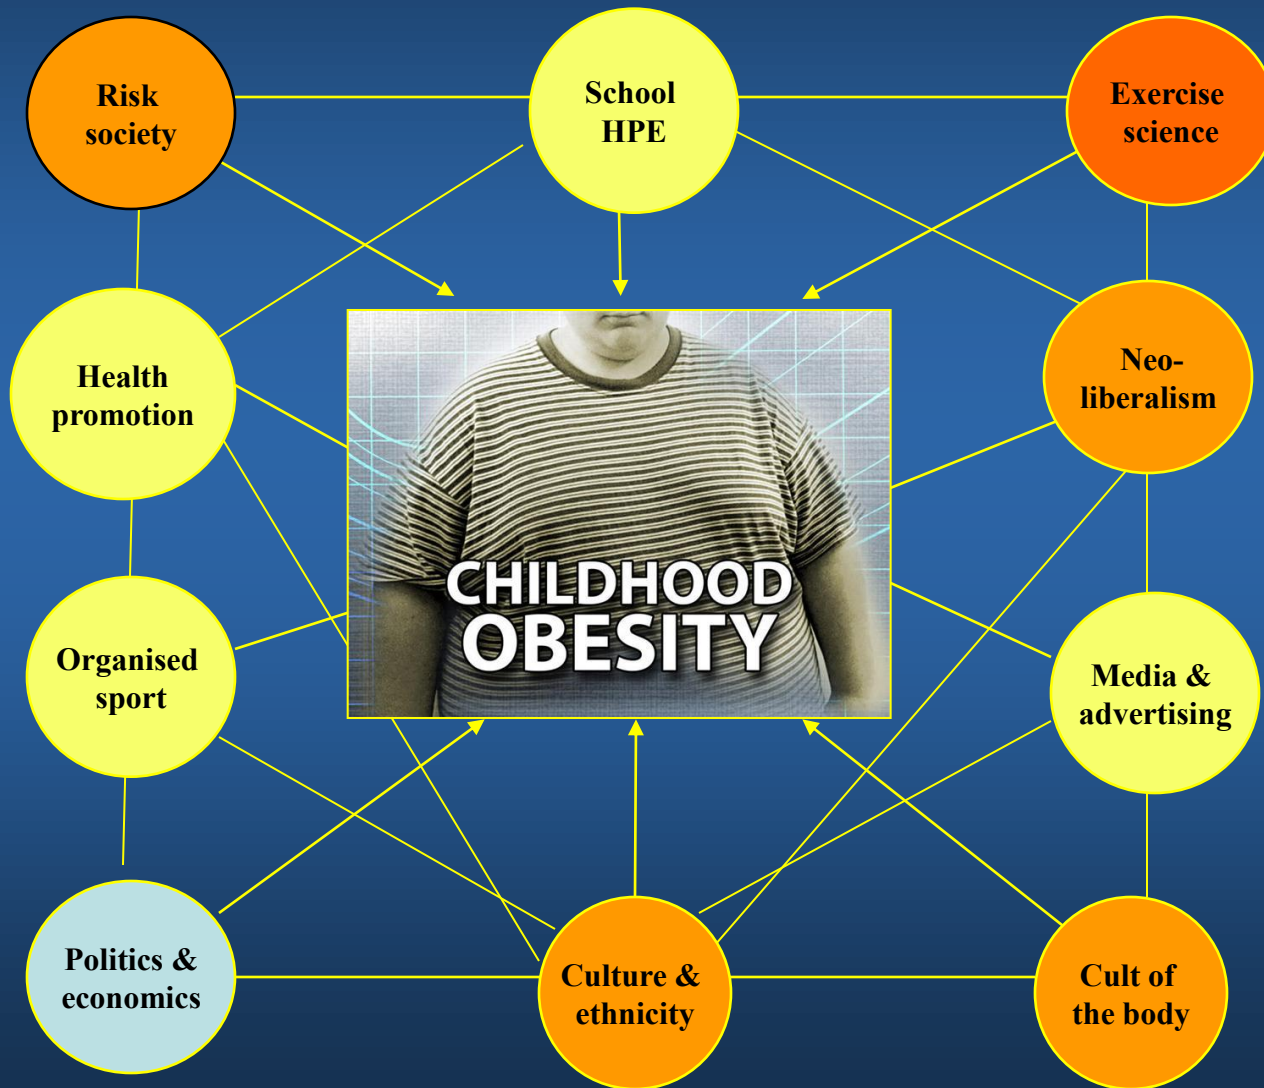 Risk
society
School
HPE
Exercise
science
Health
promotion
Neo-
liberalism
CHILDHOOD
OBESITY
Organised
sport
Media &
advertising
Politics &
economics
Culture &
ethnicity
Cult of
the body